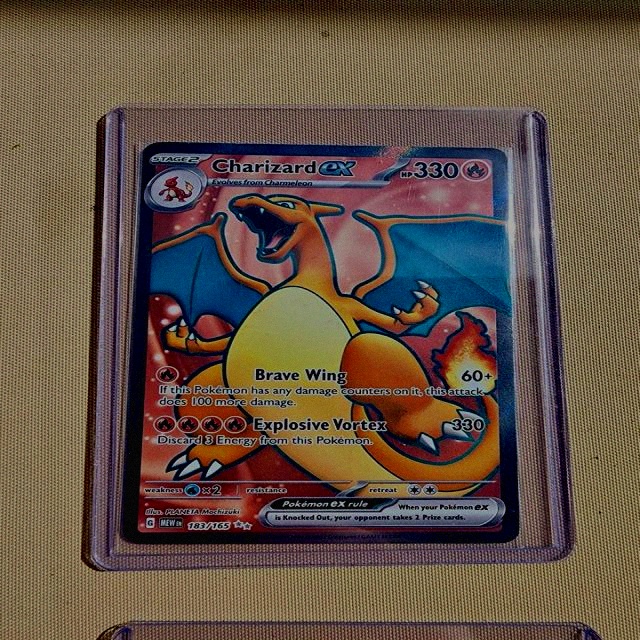 STAGE 2
Charizard ex
HP 330
Evolves from Charmeleon
Brave Wing 60+
If this Pokémon has any damage counters on it, this attack
does 100 more damage.
Explosive Vortex 330
Discard 3 Energy from this Pokémon.
weakness ×2 resistance retreat
Pokémon ex rule
When your Pokémon ex
is Knocked Out, your opponent takes 2 Prize cards.
Illus. PLANETA Mochizuki
G MEW EN 183/165